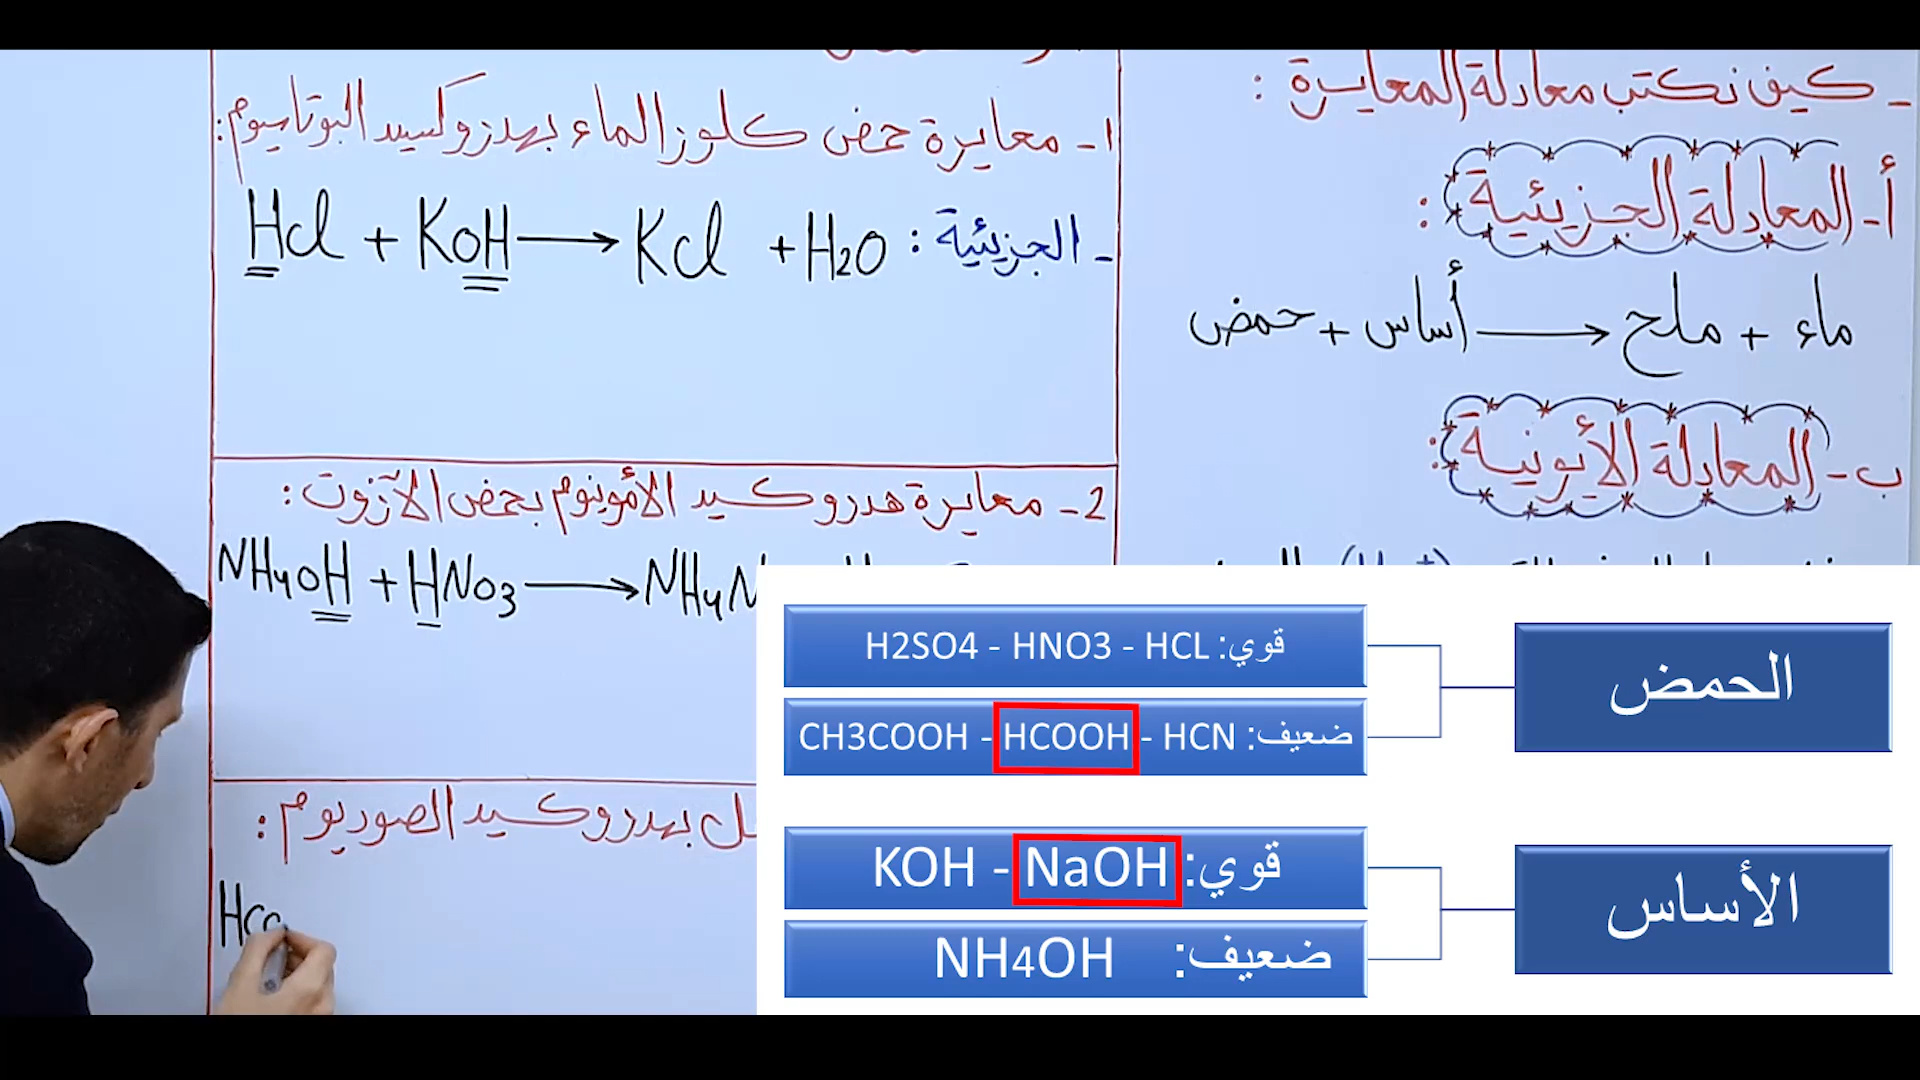 - كيف نكتب معادلة المعايرة :
أ- المعادلة الجزيئية :
حمض + أساس ⟶ ملح + ماء
ب- المعادلة الأيونية :
1- معايرة حمض كلور الماء بهدروكسيد البوتاسيوم :
- الجزيئية : HCl + KOH ⟶ KCl + H2O
2- معايرة هدروكسيد الأمونيوم بحمض الآزوت :
NH4OH + HNO3 ⟶ NH4N
بهدروكسيد الصوديوم :
HCO
الحمض
قوي: H2SO4 - HNO3 - HCL
ضعيف: CH3COOH - HCOOH - HCN
الأساس
قوي: KOH - NaOH
ضعيف: NH4OH